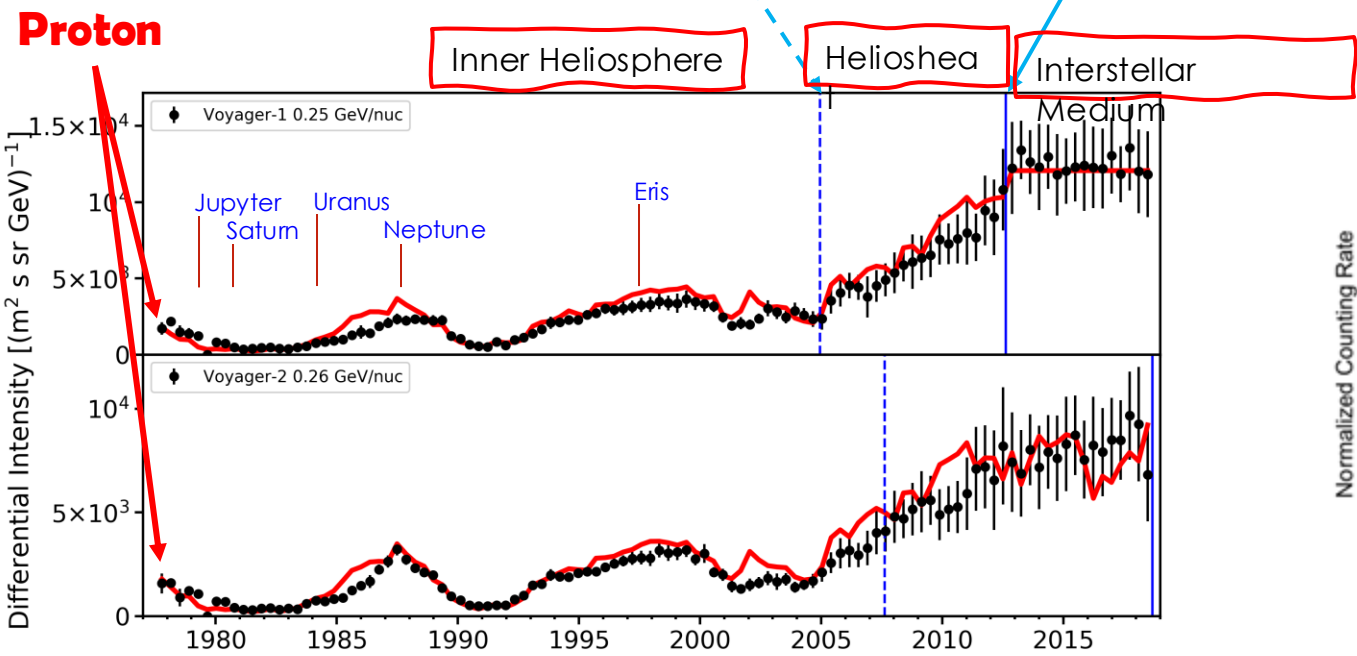 Proton
Inner Heliosphere
Helioshea
Interstellar
Medium
Voyager-1 0.25 GeV/nuc
1.5×10⁴
10⁴
5×10³
0
Jupyter
Saturn
Uranus
Neptune
Eris
Differential Intensity [(m² s sr GeV)⁻¹]
Normalized Counting Rate
Voyager-2 0.26 GeV/nuc
10⁴
5×10³
0
1980 1985 1990 1995 2000 2005 2010 2015